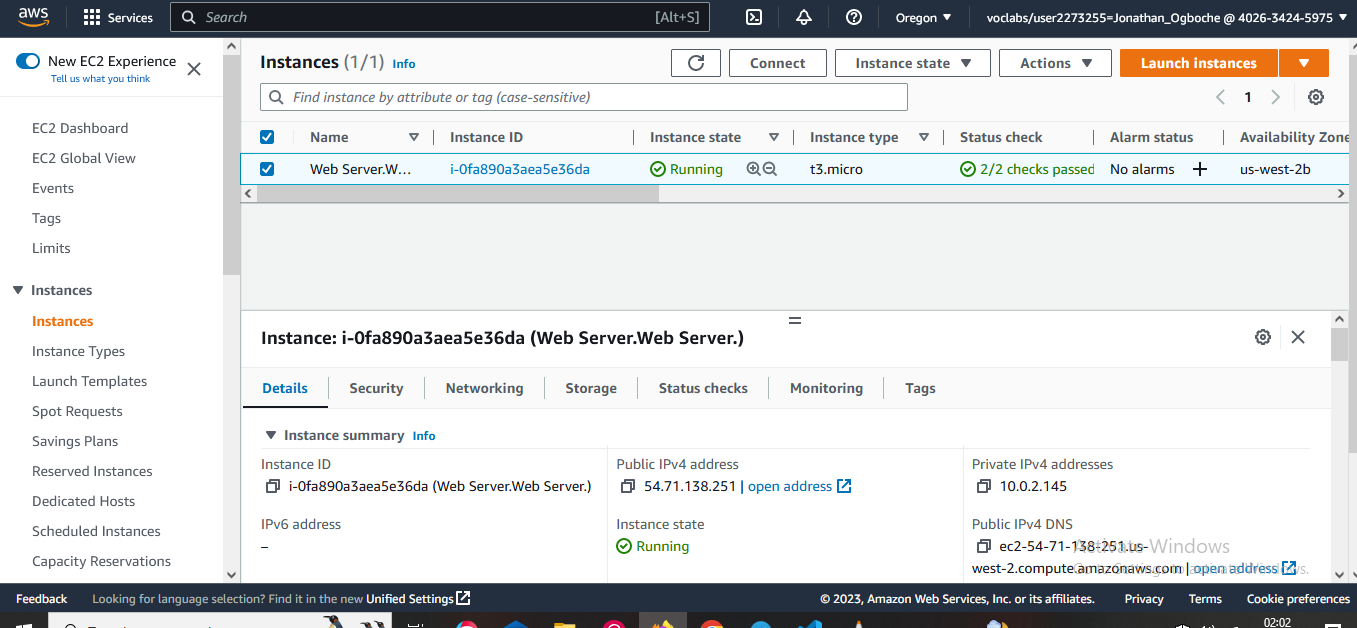 aws
Services
Search [Alt+S]
Oregon
voclabs/user2273255=Jonathan_Ogboche @ 4026-3424-5975
New EC2 Experience
Tell us what you think
EC2 Dashboard
EC2 Global View
Events
Tags
Limits
Instances
Instances
Instance Types
Launch Templates
Spot Requests
Savings Plans
Reserved Instances
Dedicated Hosts
Scheduled Instances
Capacity Reservations
Instances (1/1) Info
Connect
Instance state
Actions
Launch instances
Find instance by attribute or tag (case-sensitive)
1
Name Instance ID Instance state Instance type Status check Alarm status Availability Zone
Web Server.W... i-0fa890a3aea5e36da Running t3.micro 2/2 checks passed No alarms + us-west-2b
Instance: i-0fa890a3aea5e36da (Web Server.Web Server.)
Details Security Networking Storage Status checks Monitoring Tags
Instance summary Info
Instance ID
i-0fa890a3aea5e36da (Web Server.Web Server.)
Public IPv4 address
54.71.138.251 | open address
Private IPv4 addresses
10.0.2.145
IPv6 address
–
Instance state
Running
Public IPv4 DNS
ec2-54-71-138-251.us-
west-2.compute.amazonaws.com | open address
Activate Windows
Go to Settings to activate Windows.
Feedback
Looking for language selection? Find it in the new Unified Settings
© 2023, Amazon Web Services, Inc. or its affiliates.
Privacy
Terms
Cookie preferences
02:02